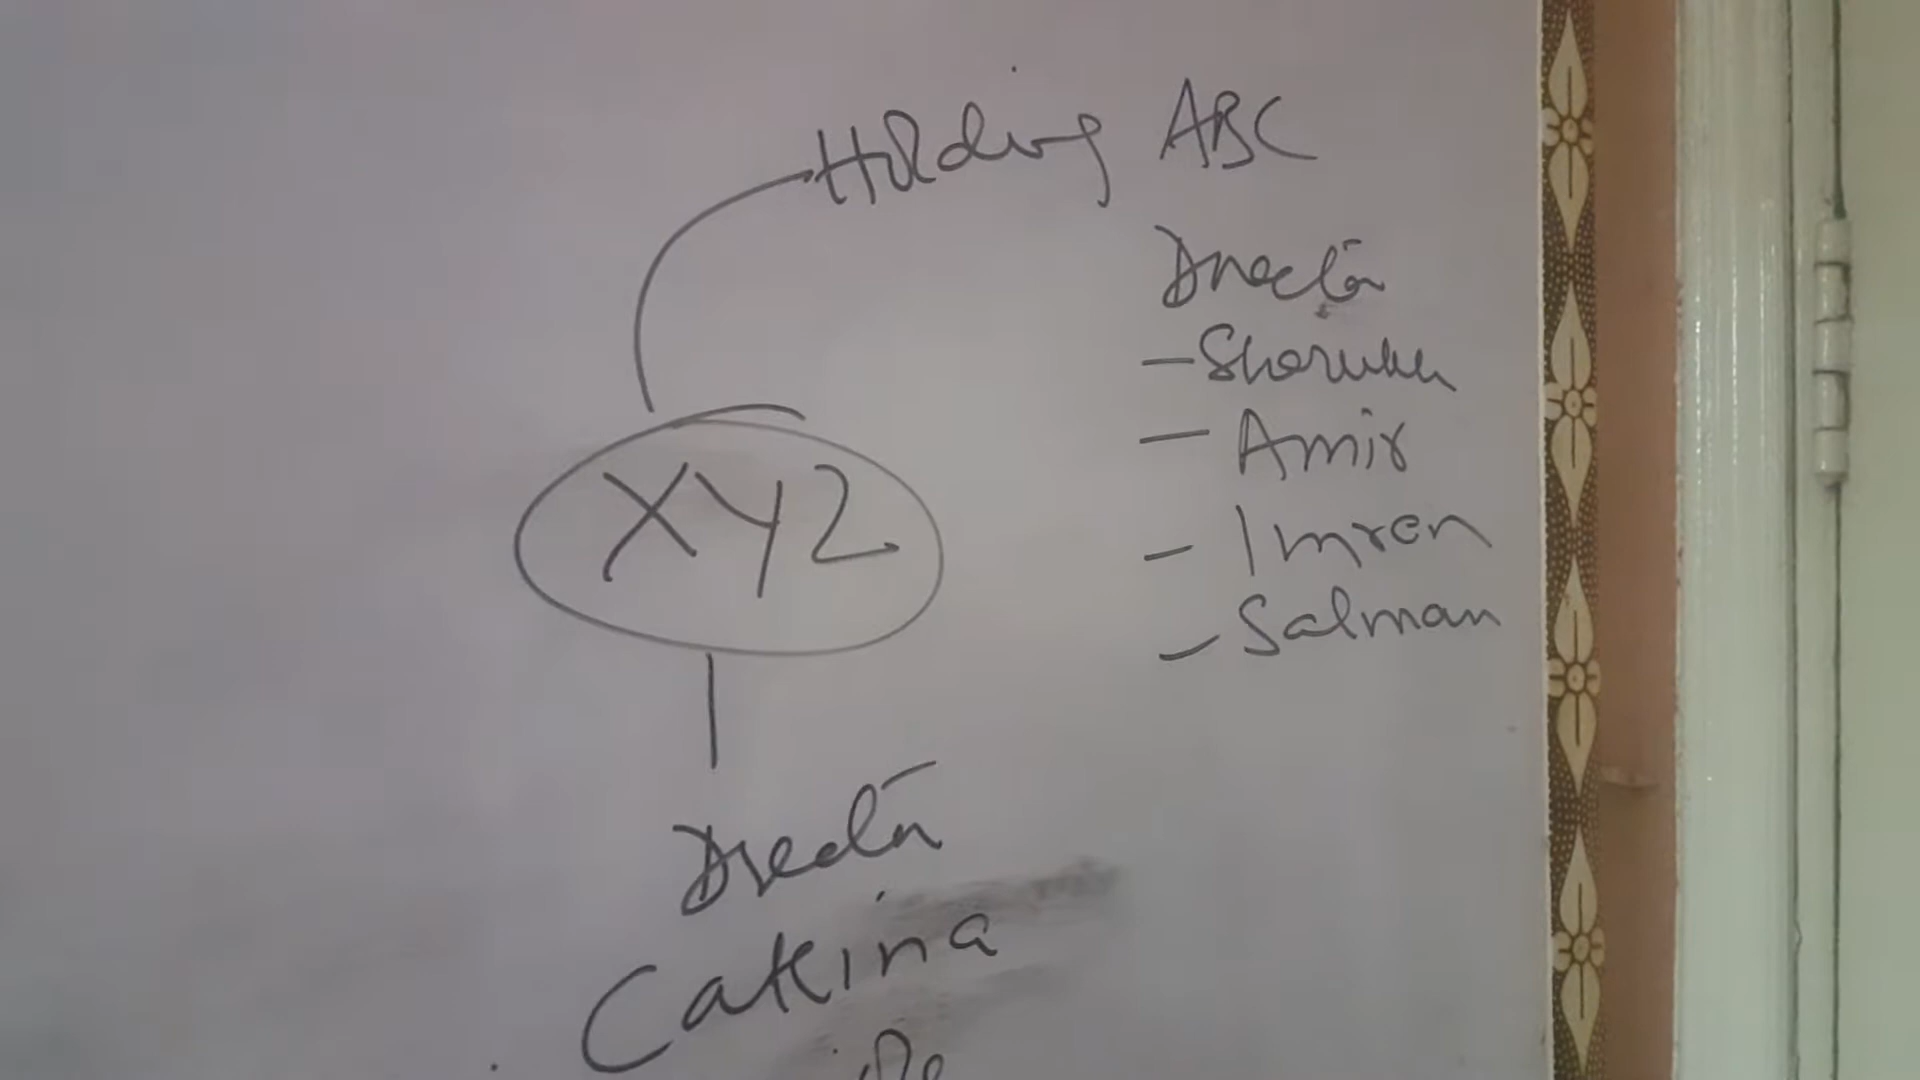 Holding ABC
Director
- Sharukh
- Amir
- Imran
- Salman
XYZ
Director
Catrina